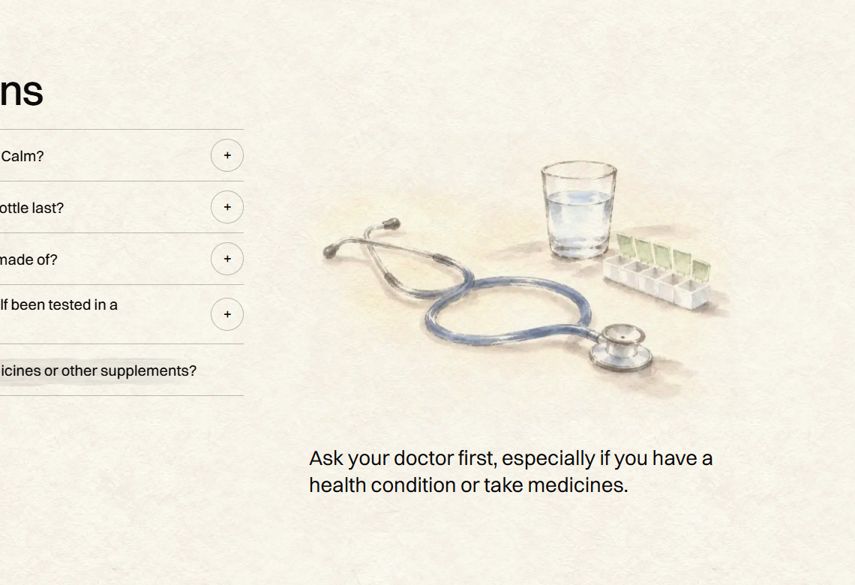 ns
Calm?
ottle last?
made of?
lf been tested in a
icines or other supplements?
Ask your doctor first, especially if you have a
health condition or take medicines.